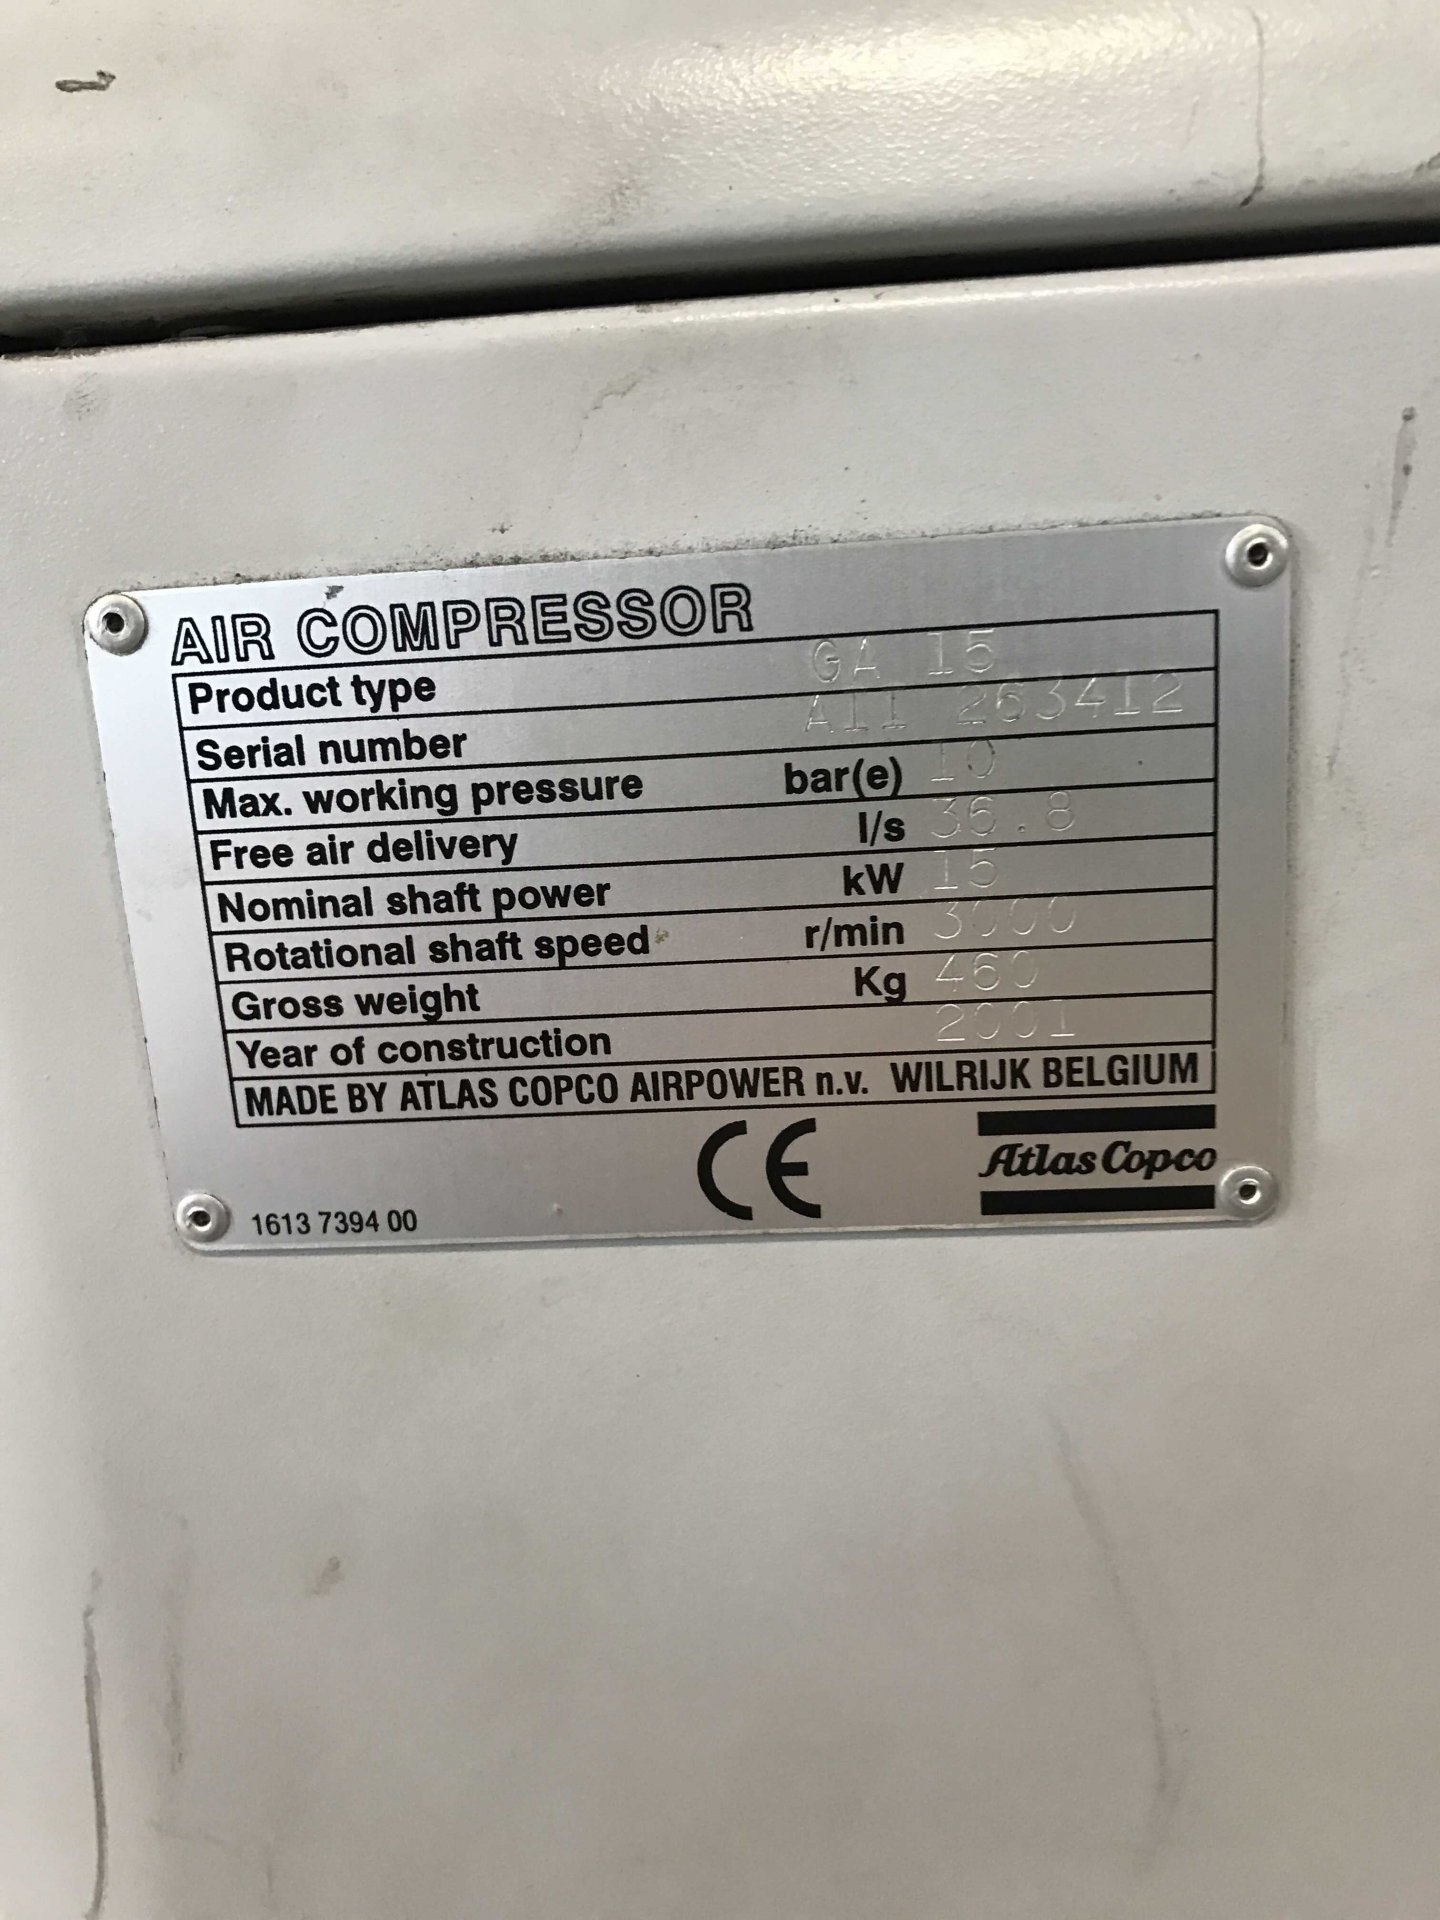 AIR COMPRESSOR
Product type GA 15
Serial number AII 263412
Max. working pressure bar(e) 10
Free air delivery l/s 36.8
Nominal shaft power kW 15
Rotational shaft speed r/min 3000
Gross weight Kg 460
Year of construction 2001
MADE BY ATLAS COPCO AIRPOWER n.v. WILRIJK BELGIUM
CE
Atlas Copco
1613 7394 00